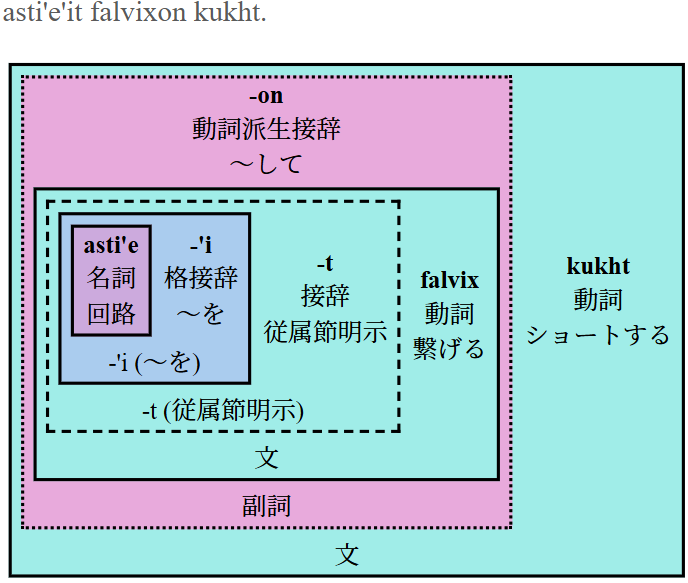 asti'e'it falvixon kukht.
-on
動詞派生接辞
～して
asti'e
名詞
回路
-'i
格接辞
～を
-'i (～を)
-t
接辞
従属節明示
-t (従属節明示)
falvix
動詞
繋げる
文
副詞
kukht
動詞
ショートする
文